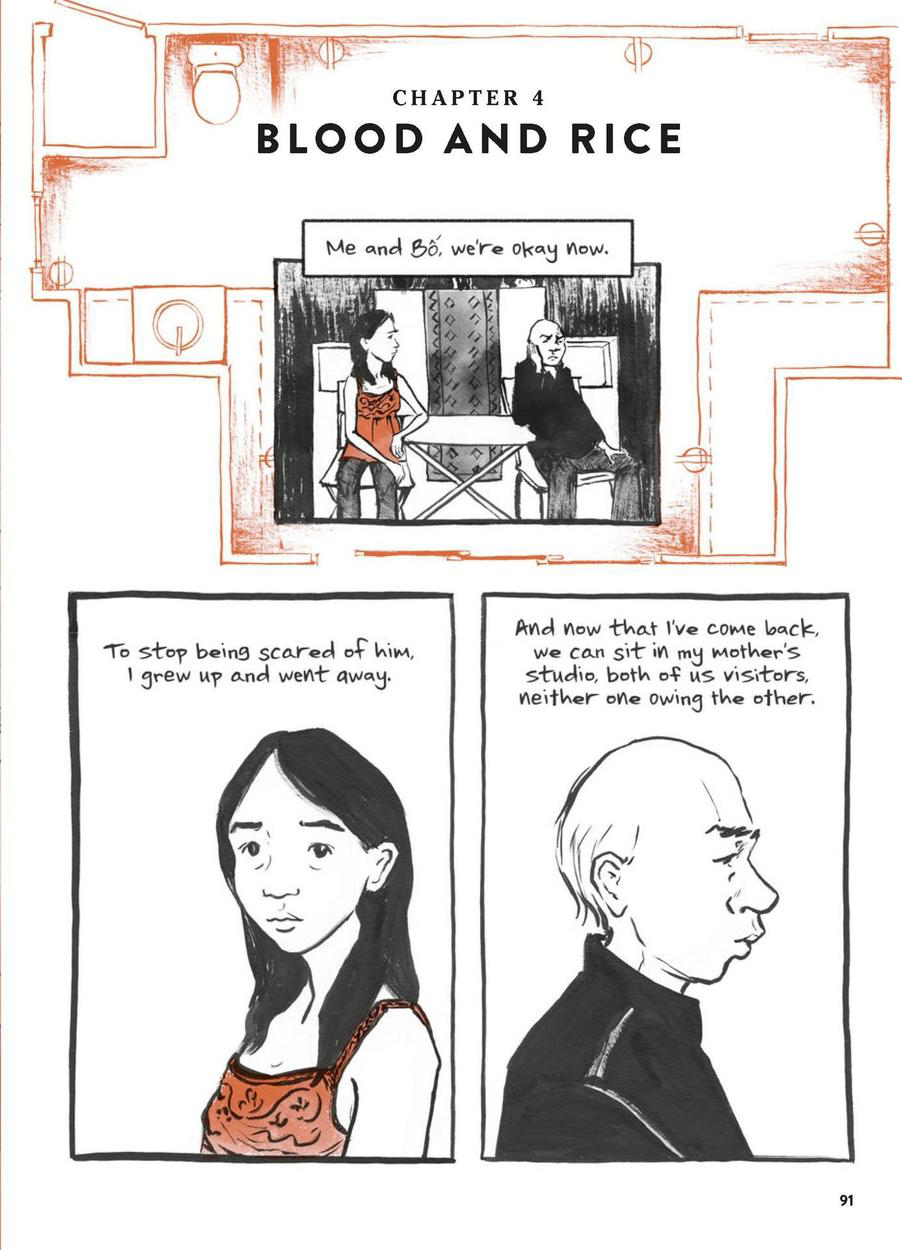 CHAPTER 4
BLOOD AND RICE
Me and Bố, we're okay now.
To stop being scared of him,
I grew up and went away.
And now that I've come back,
we can sit in my mother's
studio, both of us visitors,
neither one owing the other.
91